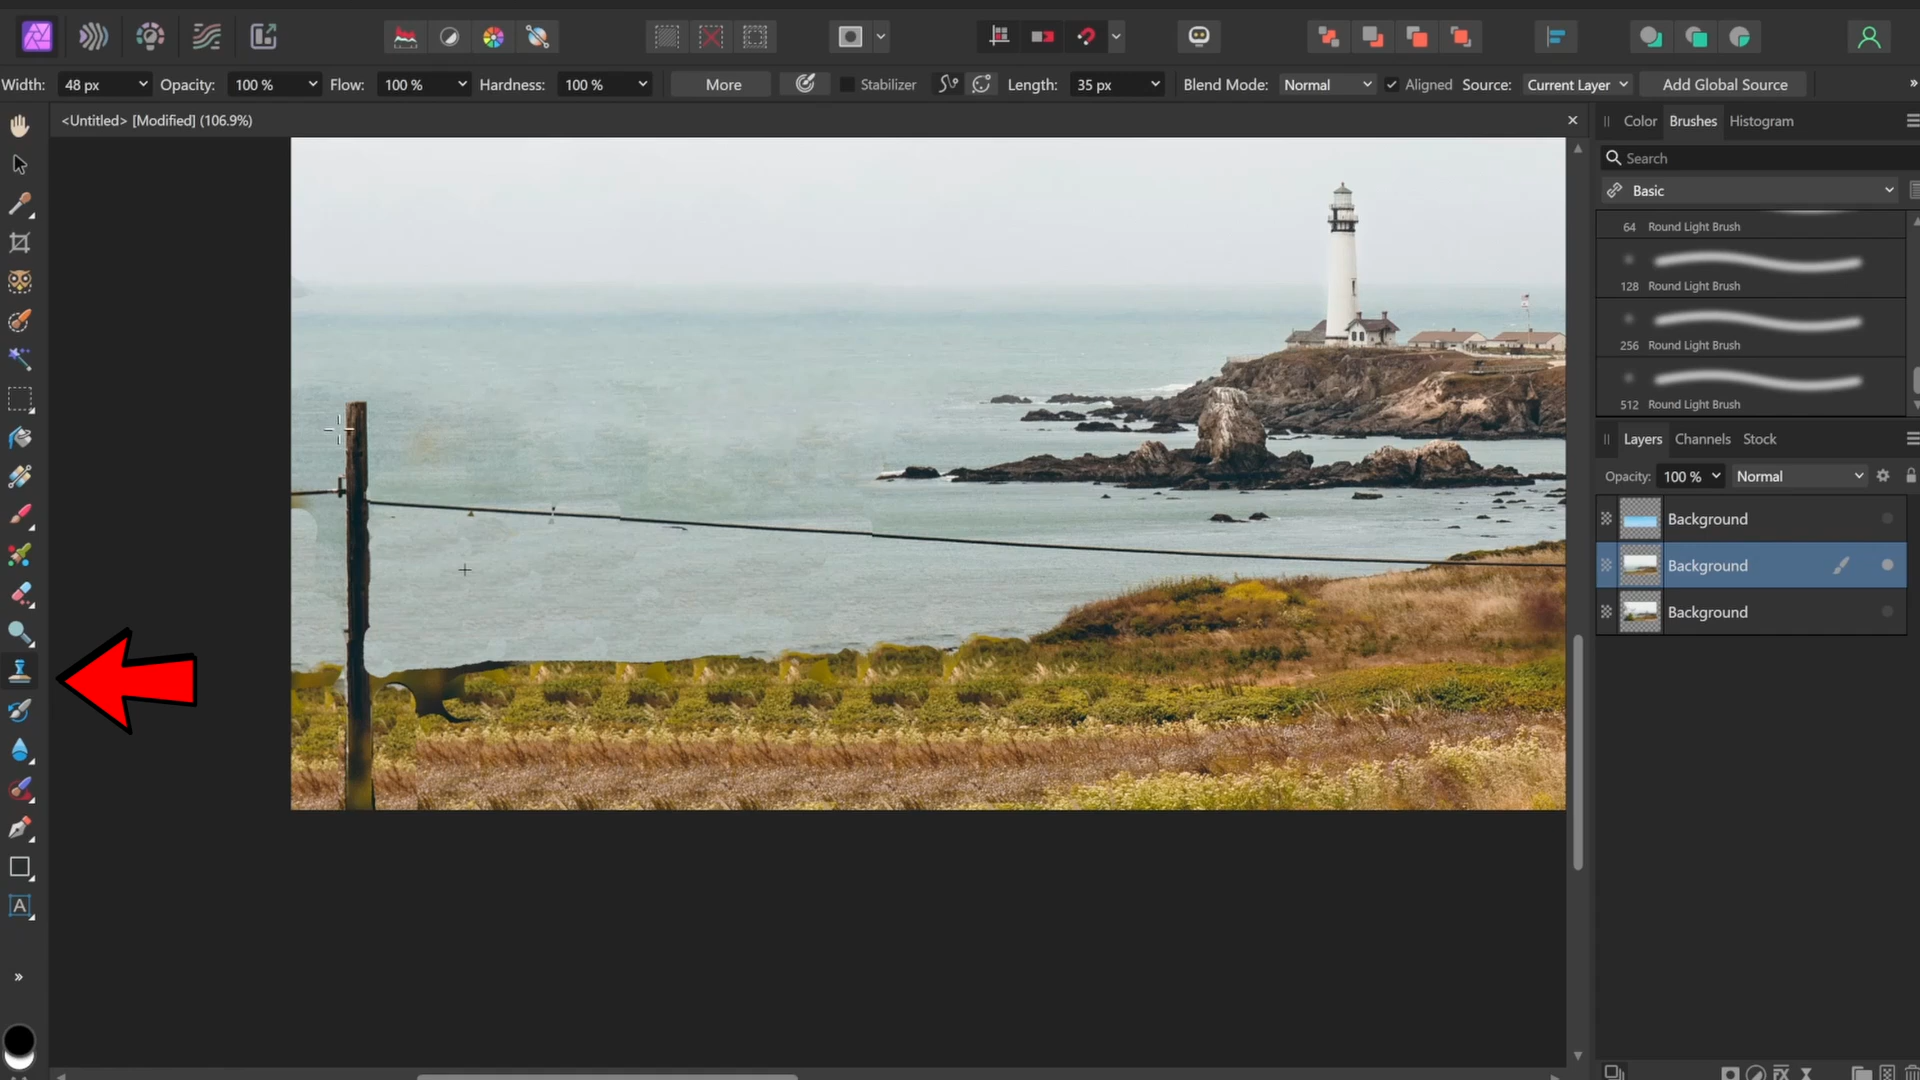 Width: 48 px Opacity: 100 % Flow: 100 % Hardness: 100 % More Stabilizer Length: 35 px Blend Mode: Normal Aligned Source: Current Layer Add Global Source
<Untitled> [Modified] (106.9%)
Color Brushes Histogram
Search
Basic
64 Round Light Brush
128 Round Light Brush
256 Round Light Brush
512 Round Light Brush
Layers Channels Stock
Opacity: 100 % Normal
Background
Background
Background
A